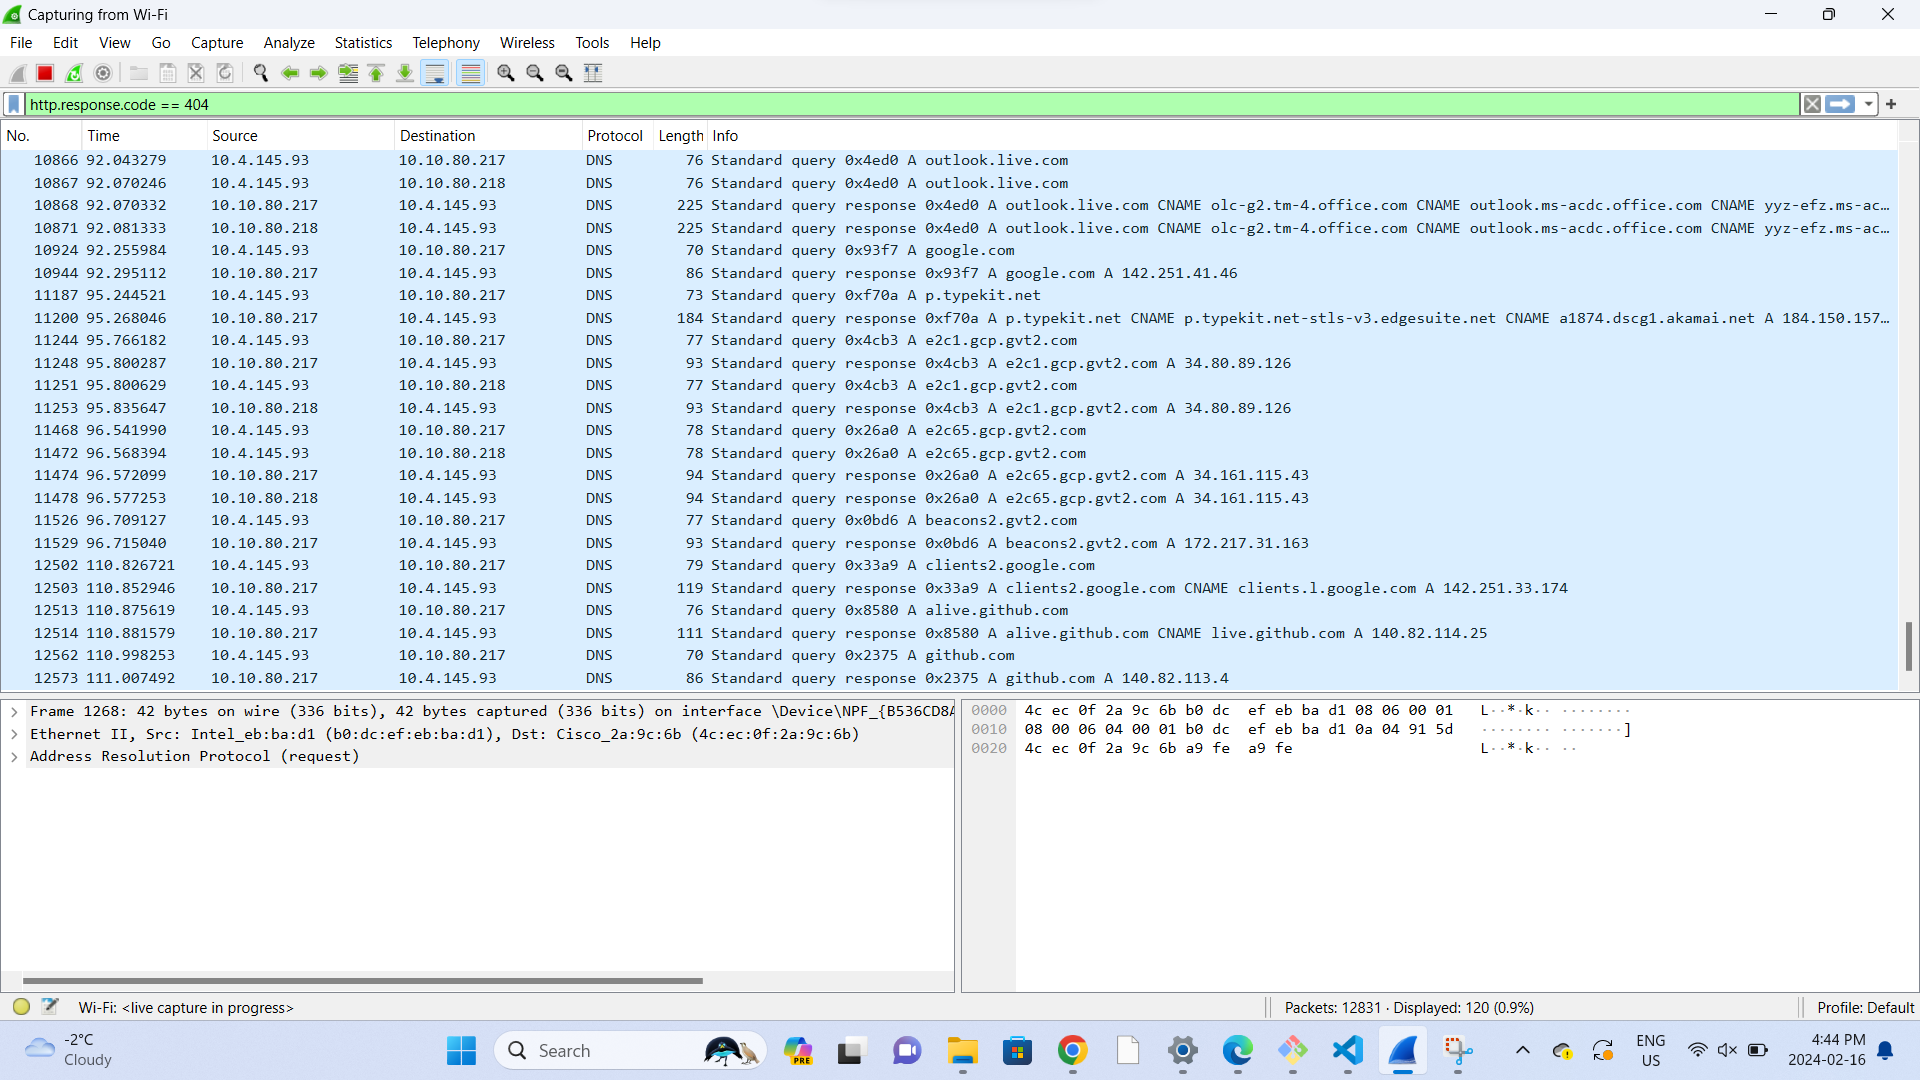 Capturing from Wi-Fi
File Edit View Go Capture Analyze Statistics Telephony Wireless Tools Help
http.response.code == 404
No. Time Source Destination Protocol Length Info
10866 92.043279 10.4.145.93 10.10.80.217 DNS 76 Standard query 0x4ed0 A outlook.live.com
10867 92.070246 10.4.145.93 10.10.80.218 DNS 76 Standard query 0x4ed0 A outlook.live.com
10868 92.070332 10.10.80.217 10.4.145.93 DNS 225 Standard query response 0x4ed0 A outlook.live.com CNAME olc-g2.tm-4.office.com CNAME outlook.ms-acdc.office.com CNAME yyz-efz.ms-ac…
10871 92.081333 10.10.80.218 10.4.145.93 DNS 225 Standard query response 0x4ed0 A outlook.live.com CNAME olc-g2.tm-4.office.com CNAME outlook.ms-acdc.office.com CNAME yyz-efz.ms-ac…
10924 92.255984 10.4.145.93 10.10.80.217 DNS 70 Standard query 0x93f7 A google.com
10944 92.295112 10.10.80.217 10.4.145.93 DNS 86 Standard query response 0x93f7 A google.com A 142.251.41.46
11187 95.244521 10.4.145.93 10.10.80.217 DNS 73 Standard query 0xf70a A p.typekit.net
11200 95.268046 10.10.80.217 10.4.145.93 DNS 184 Standard query response 0xf70a A p.typekit.net CNAME p.typekit.net-stls-v3.edgesuite.net CNAME a1874.dscg1.akamai.net A 184.150.157…
11244 95.766182 10.4.145.93 10.10.80.217 DNS 77 Standard query 0x4cb3 A e2c1.gcp.gvt2.com
11248 95.800287 10.10.80.217 10.4.145.93 DNS 93 Standard query response 0x4cb3 A e2c1.gcp.gvt2.com A 34.80.89.126
11251 95.800629 10.4.145.93 10.10.80.218 DNS 77 Standard query 0x4cb3 A e2c1.gcp.gvt2.com
11253 95.835647 10.10.80.218 10.4.145.93 DNS 93 Standard query response 0x4cb3 A e2c1.gcp.gvt2.com A 34.80.89.126
11468 96.541990 10.4.145.93 10.10.80.217 DNS 78 Standard query 0x26a0 A e2c65.gcp.gvt2.com
11472 96.568394 10.4.145.93 10.10.80.218 DNS 78 Standard query 0x26a0 A e2c65.gcp.gvt2.com
11474 96.572099 10.10.80.217 10.4.145.93 DNS 94 Standard query response 0x26a0 A e2c65.gcp.gvt2.com A 34.161.115.43
11478 96.577253 10.10.80.218 10.4.145.93 DNS 94 Standard query response 0x26a0 A e2c65.gcp.gvt2.com A 34.161.115.43
11526 96.709127 10.4.145.93 10.10.80.217 DNS 77 Standard query 0x0bd6 A beacons2.gvt2.com
11529 96.715040 10.10.80.217 10.4.145.93 DNS 93 Standard query response 0x0bd6 A beacons2.gvt2.com A 172.217.31.163
12502 110.826721 10.4.145.93 10.10.80.217 DNS 79 Standard query 0x33a9 A clients2.google.com
12503 110.852946 10.10.80.217 10.4.145.93 DNS 119 Standard query response 0x33a9 A clients2.google.com CNAME clients.l.google.com A 142.251.33.174
12513 110.875619 10.4.145.93 10.10.80.217 DNS 76 Standard query 0x8580 A alive.github.com
12514 110.881579 10.10.80.217 10.4.145.93 DNS 111 Standard query response 0x8580 A alive.github.com CNAME live.github.com A 140.82.114.25
12562 110.998253 10.4.145.93 10.10.80.217 DNS 70 Standard query 0x2375 A github.com
12573 111.007492 10.10.80.217 10.4.145.93 DNS 86 Standard query response 0x2375 A github.com A 140.82.113.4
Frame 1268: 42 bytes on wire (336 bits), 42 bytes captured (336 bits) on interface \Device\NPF_{B536CD8A
Ethernet II, Src: Intel_eb:ba:d1 (b0:dc:ef:eb:ba:d1), Dst: Cisco_2a:9c:6b (4c:ec:0f:2a:9c:6b)
Address Resolution Protocol (request)
0000 4c ec 0f 2a 9c 6b b0 dc ef eb ba d1 08 06 00 01 L··*·k·· ········
0010 08 00 06 04 00 01 b0 dc ef eb ba d1 0a 04 91 5d ········ ·······]
0020 4c ec 0f 2a 9c 6b a9 fe a9 fe L··*·k·· ··
Wi-Fi: <live capture in progress> Packets: 12831 · Displayed: 120 (0.9%) Profile: Default
-2°C
Cloudy
Search
PRE
ENG
US
4:44 PM
2024-02-16